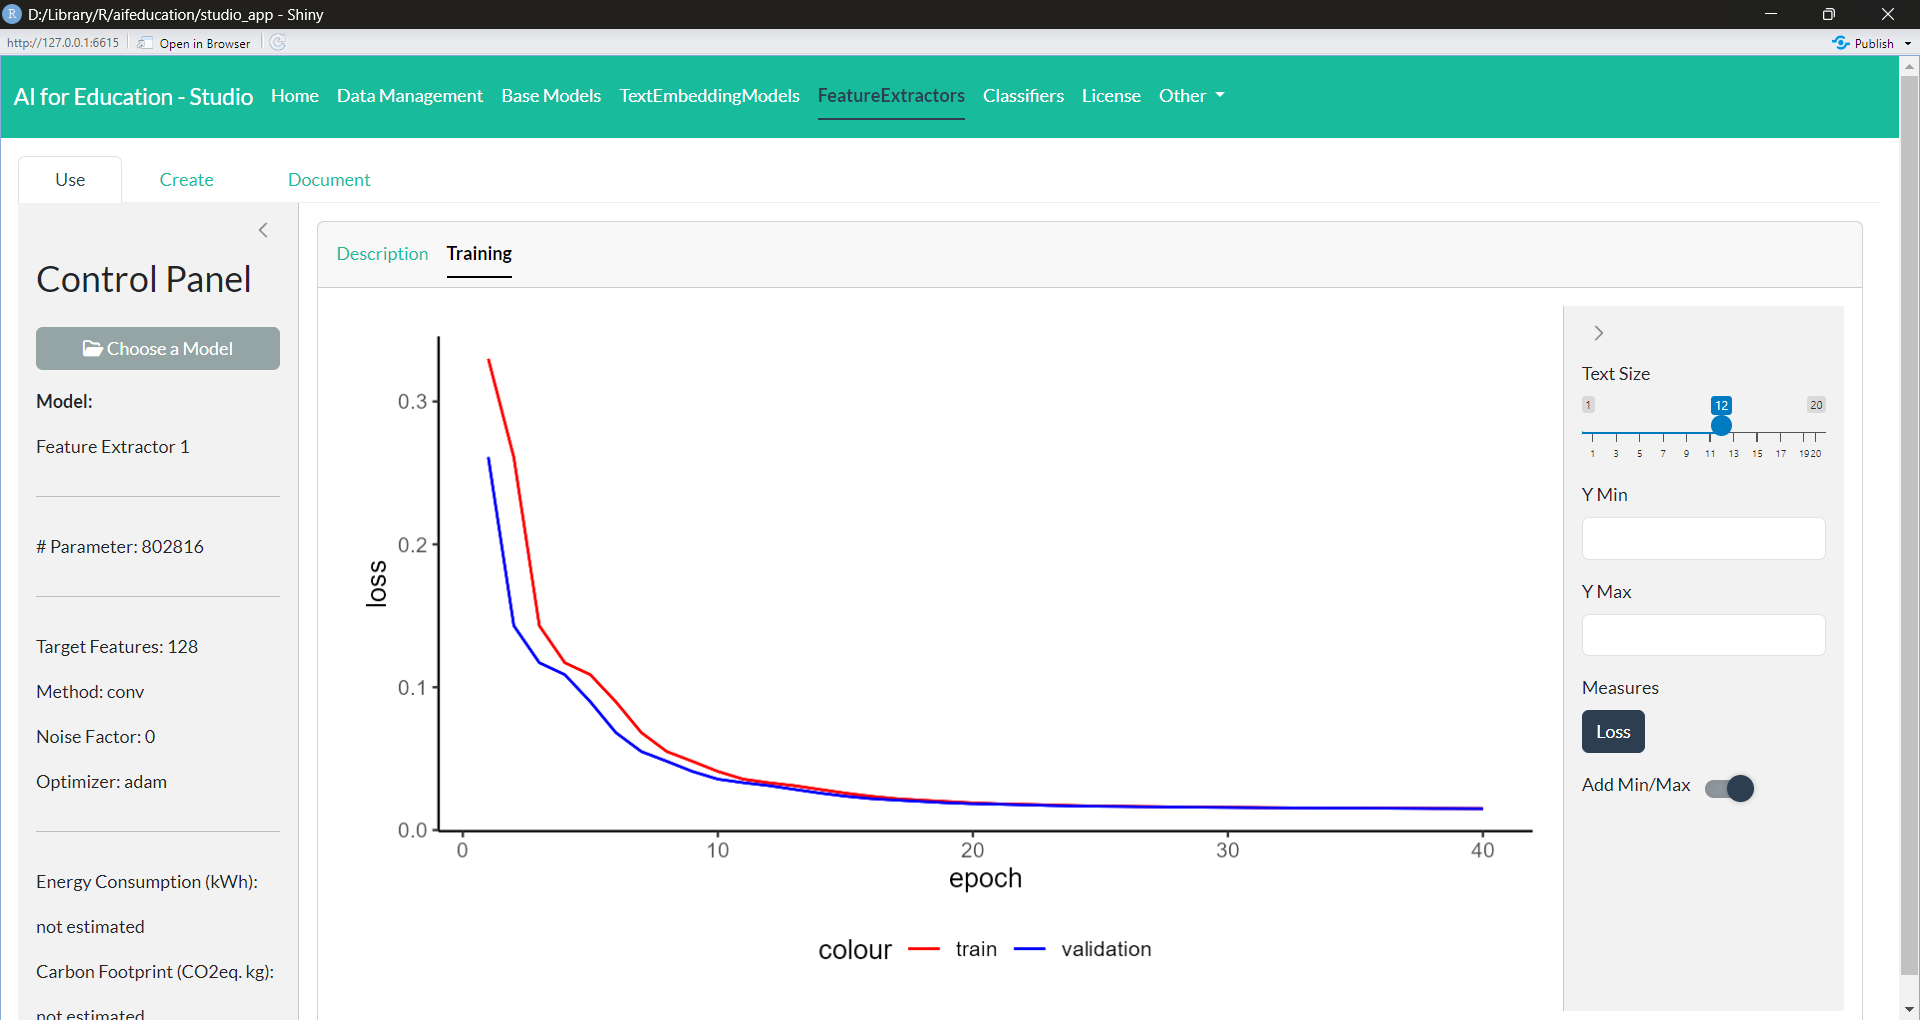 D:/Library/R/aifeducation/studio_app - Shiny
http://127.0.0.1:6615 Open in Browser Publish
AI for Education - Studio Home Data Management Base Models TextEmbeddingModels FeatureExtractors Classifiers License Other
Use Create Document
Control Panel
Choose a Model
Model:
Feature Extractor 1
# Parameter: 802816
Target Features: 128
Method: conv
Noise Factor: 0
Optimizer: adam
Energy Consumption (kWh):
not estimated
Carbon Footprint (CO2eq. kg):
not estimated
Description Training
loss
0.3
0.2
0.1
0.0
0 10 20 30 40
epoch
colour train validation
Text Size
1 12 20
1 3 5 7 9 11 13 15 17 19 20
Y Min
Y Max
Measures
Loss
Add Min/Max